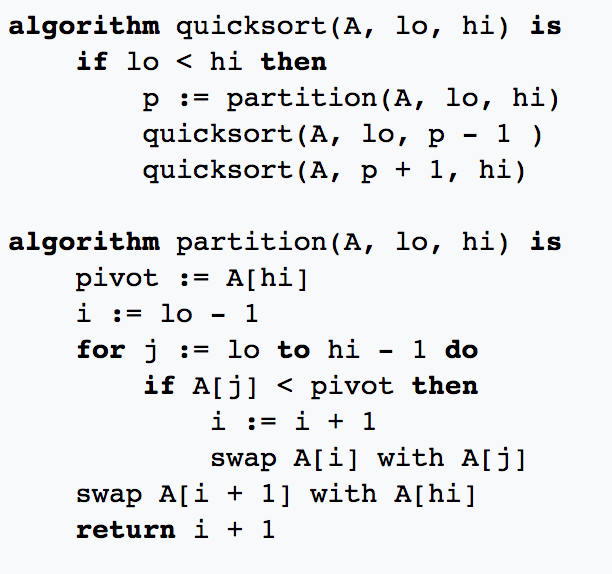 algorithm quicksort(A, lo, hi) is
    if lo < hi then
        p := partition(A, lo, hi)
        quicksort(A, lo, p - 1 )
        quicksort(A, p + 1, hi)

algorithm partition(A, lo, hi) is
    pivot := A[hi]
    i := lo - 1
    for j := lo to hi - 1 do
        if A[j] < pivot then
            i := i + 1
            swap A[i] with A[j]
    swap A[i + 1] with A[hi]
    return i + 1